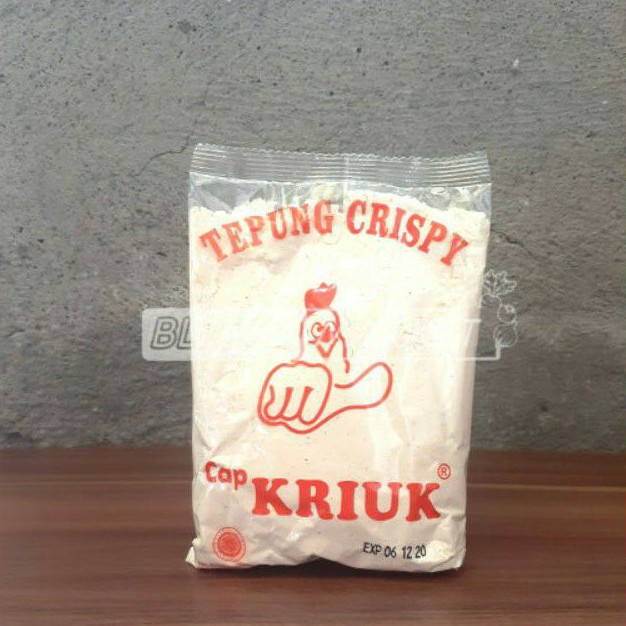 TEPUNG CRISPY
Cap
KRIUK ®
EXP 06 12 20